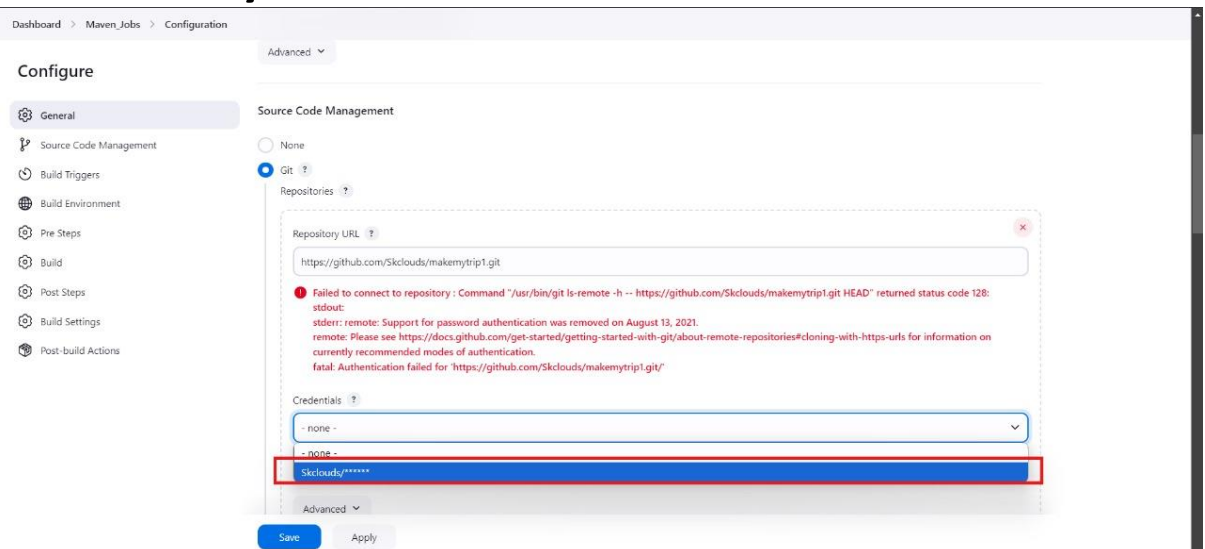 Dashboard > Maven_Jobs > Configuration
Advanced
Configure
General
Source Code Management
Build Triggers
Build Environment
Pre Steps
Build
Post Steps
Build Settings
Post-build Actions
Source Code Management
None
Git ?
Repositories ?
Repository URL ?
https://github.com/Skclouds/makemytrip1.git
Failed to connect to repository : Command "/usr/bin/git ls-remote -h -- https://github.com/Skclouds/makemytrip1.git HEAD" returned status code 128:
stdout:
stderr: remote: Support for password authentication was removed on August 13, 2021.
remote: Please see https://docs.github.com/get-started/getting-started-with-git/about-remote-repositories#cloning-with-https-urls for information on
currently recommended modes of authentication.
fatal: Authentication failed for 'https://github.com/Skclouds/makemytrip1.git/'
Credentials ?
- none -
- none -
Skclouds/******
Advanced
Save
Apply